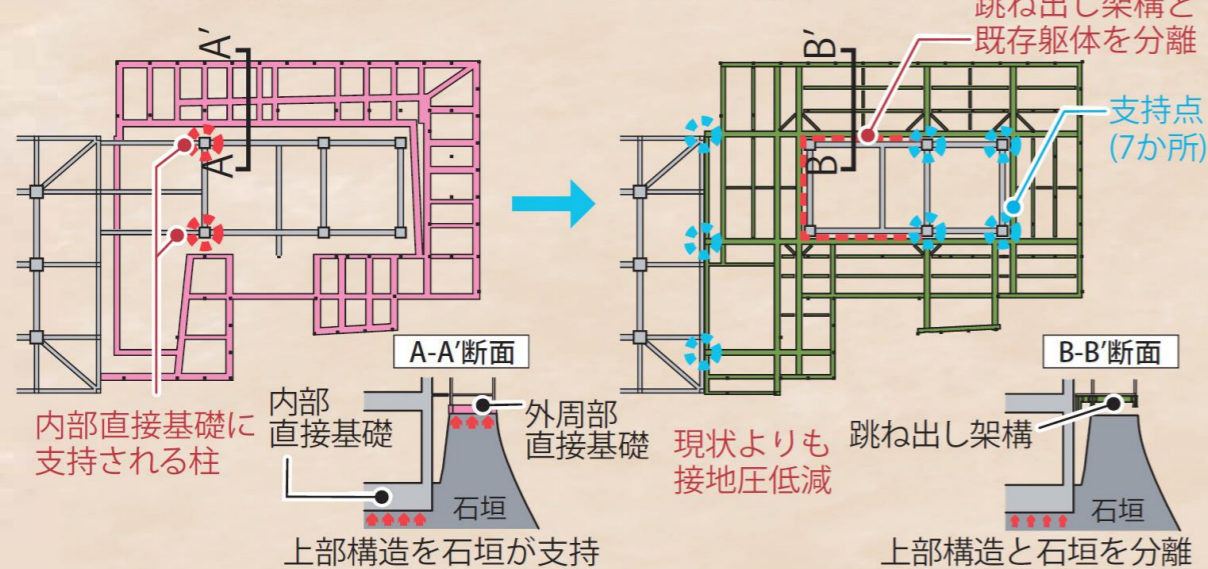 A'
A
内部直接基礎に
支持される柱
A-A'断面
内部
直接基礎
外周部
直接基礎
石垣
上部構造を石垣が支持
跳ね出し架構と
既存躯体を分離
B'
B
支持点
(7か所)
現状よりも
接地圧低減
B-B'断面
跳ね出し架構
石垣
上部構造と石垣を分離